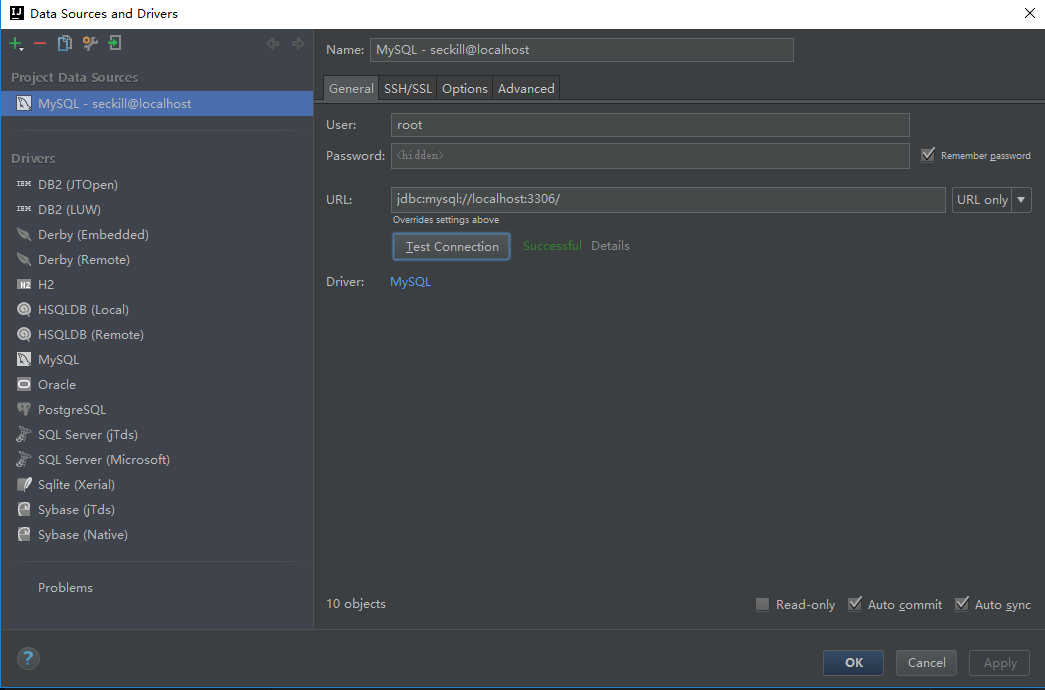 Data Sources and Drivers
Project Data Sources
MySQL - seckill@localhost
Drivers
IBM DB2 (JTOpen)
IBM DB2 (LUW)
Derby (Embedded)
Derby (Remote)
H2 H2
HSQLDB (Local)
HSQLDB (Remote)
MySQL
Oracle
PostgreSQL
SQL Server (jTds)
SQL Server (Microsoft)
Sqlite (Xerial)
Sybase (jTds)
Sybase (Native)
Problems
Name: MySQL - seckill@localhost
General SSH/SSL Options Advanced
User: root
Password: <hidden> Remember password
URL: jdbc:mysql://localhost:3306/ URL only
Overrides settings above
Test Connection Successful Details
Driver: MySQL
10 objects Read-only Auto commit Auto sync
? OK Cancel Apply